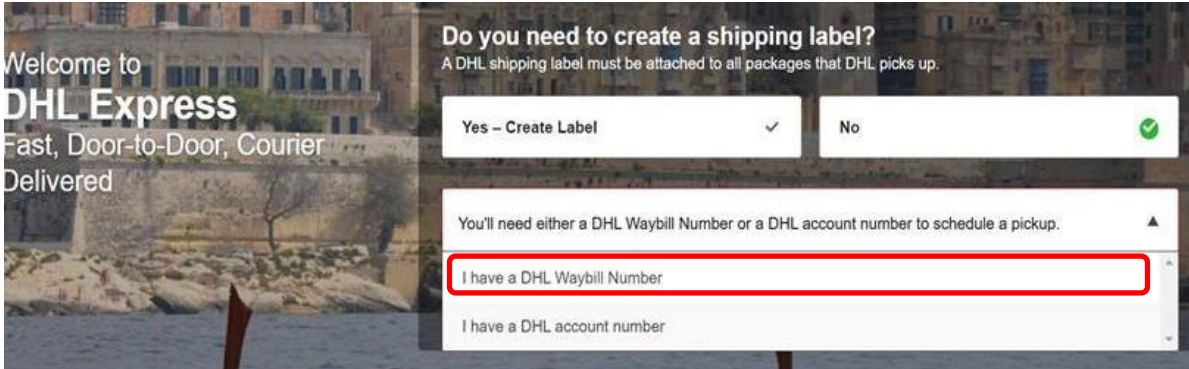 Welcome to
DHL Express
Fast, Door-to-Door, Courier
Delivered
Do you need to create a shipping label?
A DHL shipping label must be attached to all packages that DHL picks up.
Yes – Create Label
No
You'll need either a DHL Waybill Number or a DHL account number to schedule a pickup.
I have a DHL Waybill Number
I have a DHL account number